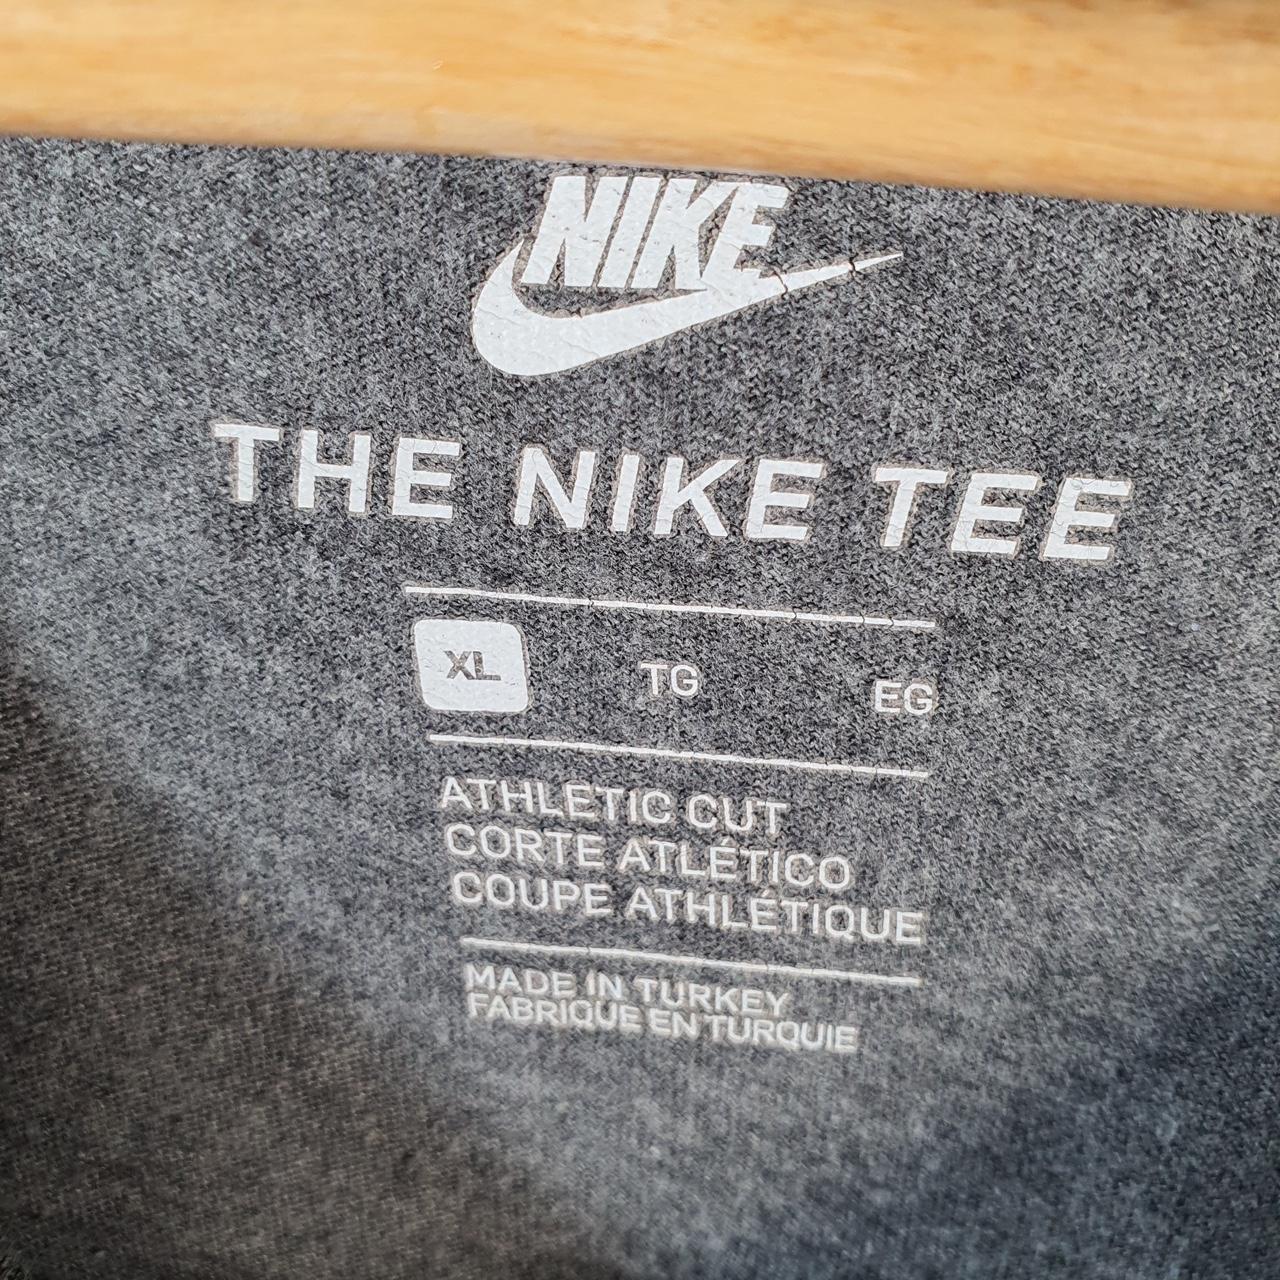 NIKE
THE NIKE TEE
XL TG EG
ATHLETIC CUT
CORTE ATLÉTICO
COUPE ATHLÉTIQUE
MADE IN TURKEY
FABRIQUE EN TURQUIE